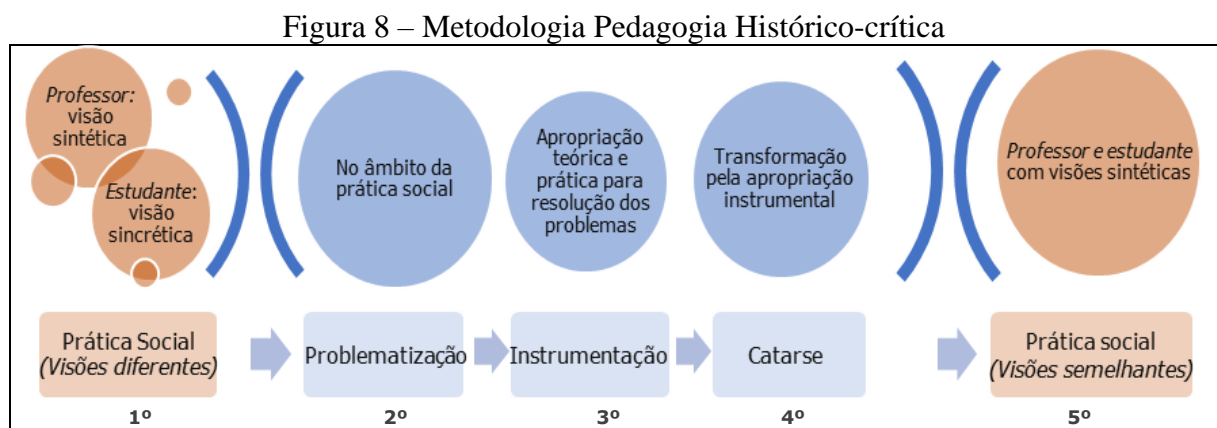 Figura 8 – Metodologia Pedagogia Histórico-crítica
Professor:
visão
sintética
Estudante:
visão
sincrética
No âmbito da
prática social
Apropriação
teórica e
prática para
resolução dos
problemas
Transformação
pela apropriação
instrumental
Professor e estudante
com visões sintéticas
Prática Social
(Visões diferentes)
Problematização
Instrumentação
Catarse
Prática social
(Visões semelhantes)
1º
2º
3º
4º
5º